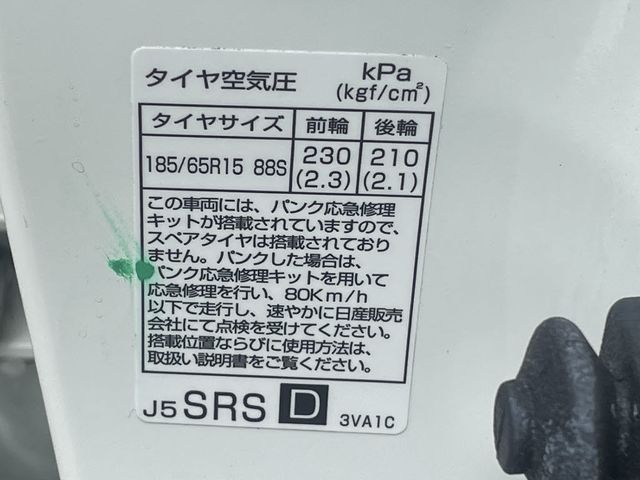 タイヤ空気圧 kPa
(kgf/cm²)
タイヤサイズ 前輪 後輪
185/65R15 88S 230 210
(2.3) (2.1)
この車両には、パンク応急修理
キットが搭載されていますので、
スペアタイヤは搭載されており
ません。パンクした場合は、
パンク応急修理キットを用いて
応急修理を行い、80Km/h
以下で走行し、速やかに日産販売
会社にて点検を受けてください。
搭載位置ならびに使用方法は、
取扱い説明書をご覧ください。
J5 SRS D 3VA1C